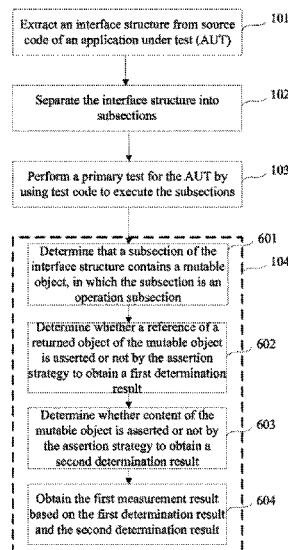 Extract an interface structure from source
code of an application under test (AUT)
101
Separate the interface structure into
subsections
102
Perform a primary test for the AUT by
using test code to execute the subsections
103
104
Determine that a subsection of the
interface structure contains a mutable
object, in which the subsection is an
operation subsection
601
Determine whether a reference of a
returned object of the mutable object
is asserted or not by the assertion
strategy to obtain a first determination
result
602
Determine whether content of the
mutable object is asserted or not by
the assertion strategy to obtain a
second determination result
603
Obtain the first measurement result
based on the first determination result
and the second determination result
604